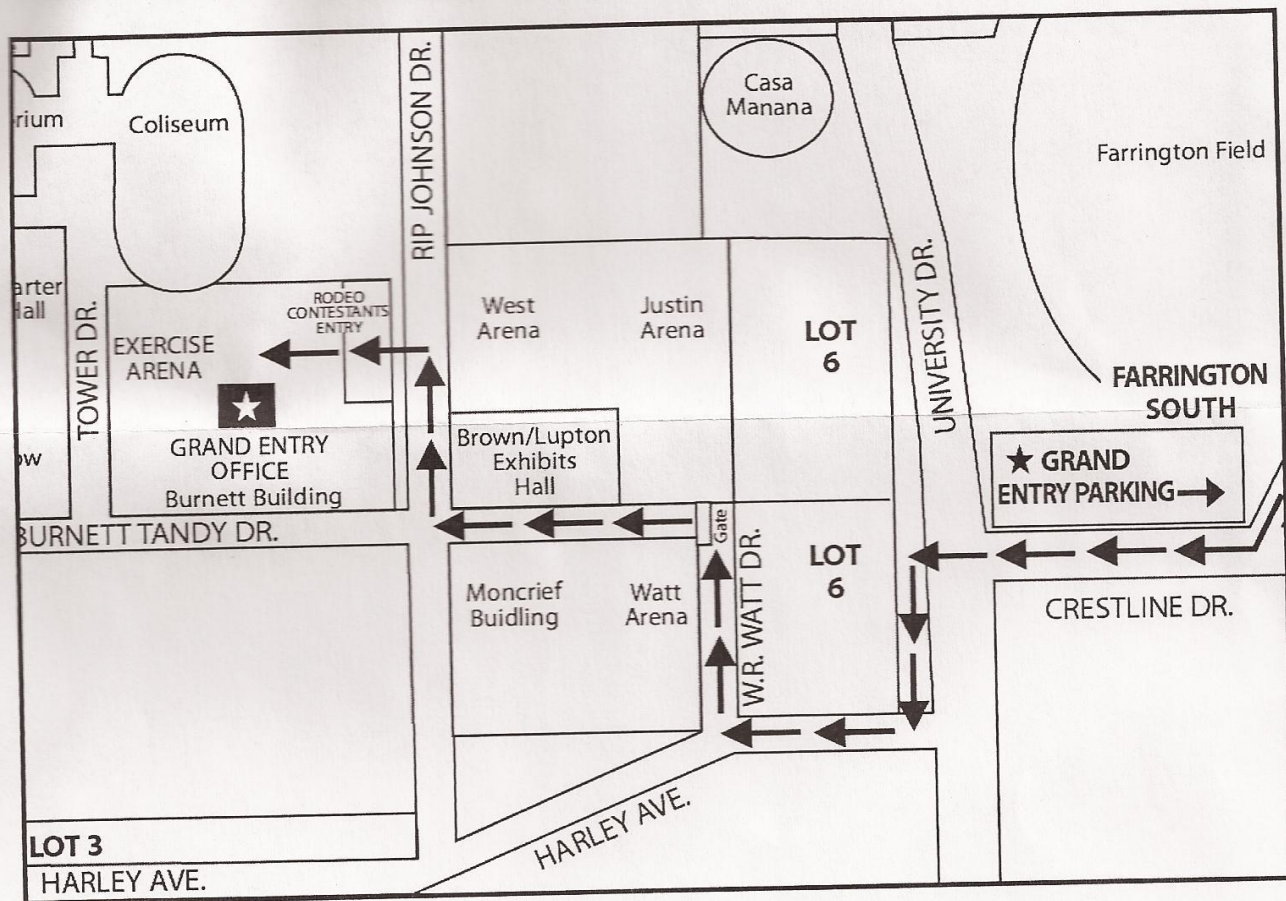 rium
Coliseum
RIP JOHNSON DR.
Casa
Manana
Farrington Field
arter
Hall
TOWER DR.
EXERCISE
ARENA
RODEO
CONTESTANTS
ENTRY
West
Arena
Justin
Arena
LOT
6
UNIVERSITY DR.
FARRINGTON
SOUTH
GRAND ENTRY
OFFICE
Burnett Building
Brown/Lupton
Exhibits
Hall
GRAND
ENTRY PARKING
ow
BURNETT TANDY DR.
Gate
Moncrief
Buidling
Watt
Arena
W.R. WATT DR.
LOT
6
CRESTLINE DR.
HARLEY AVE.
LOT 3
HARLEY AVE.